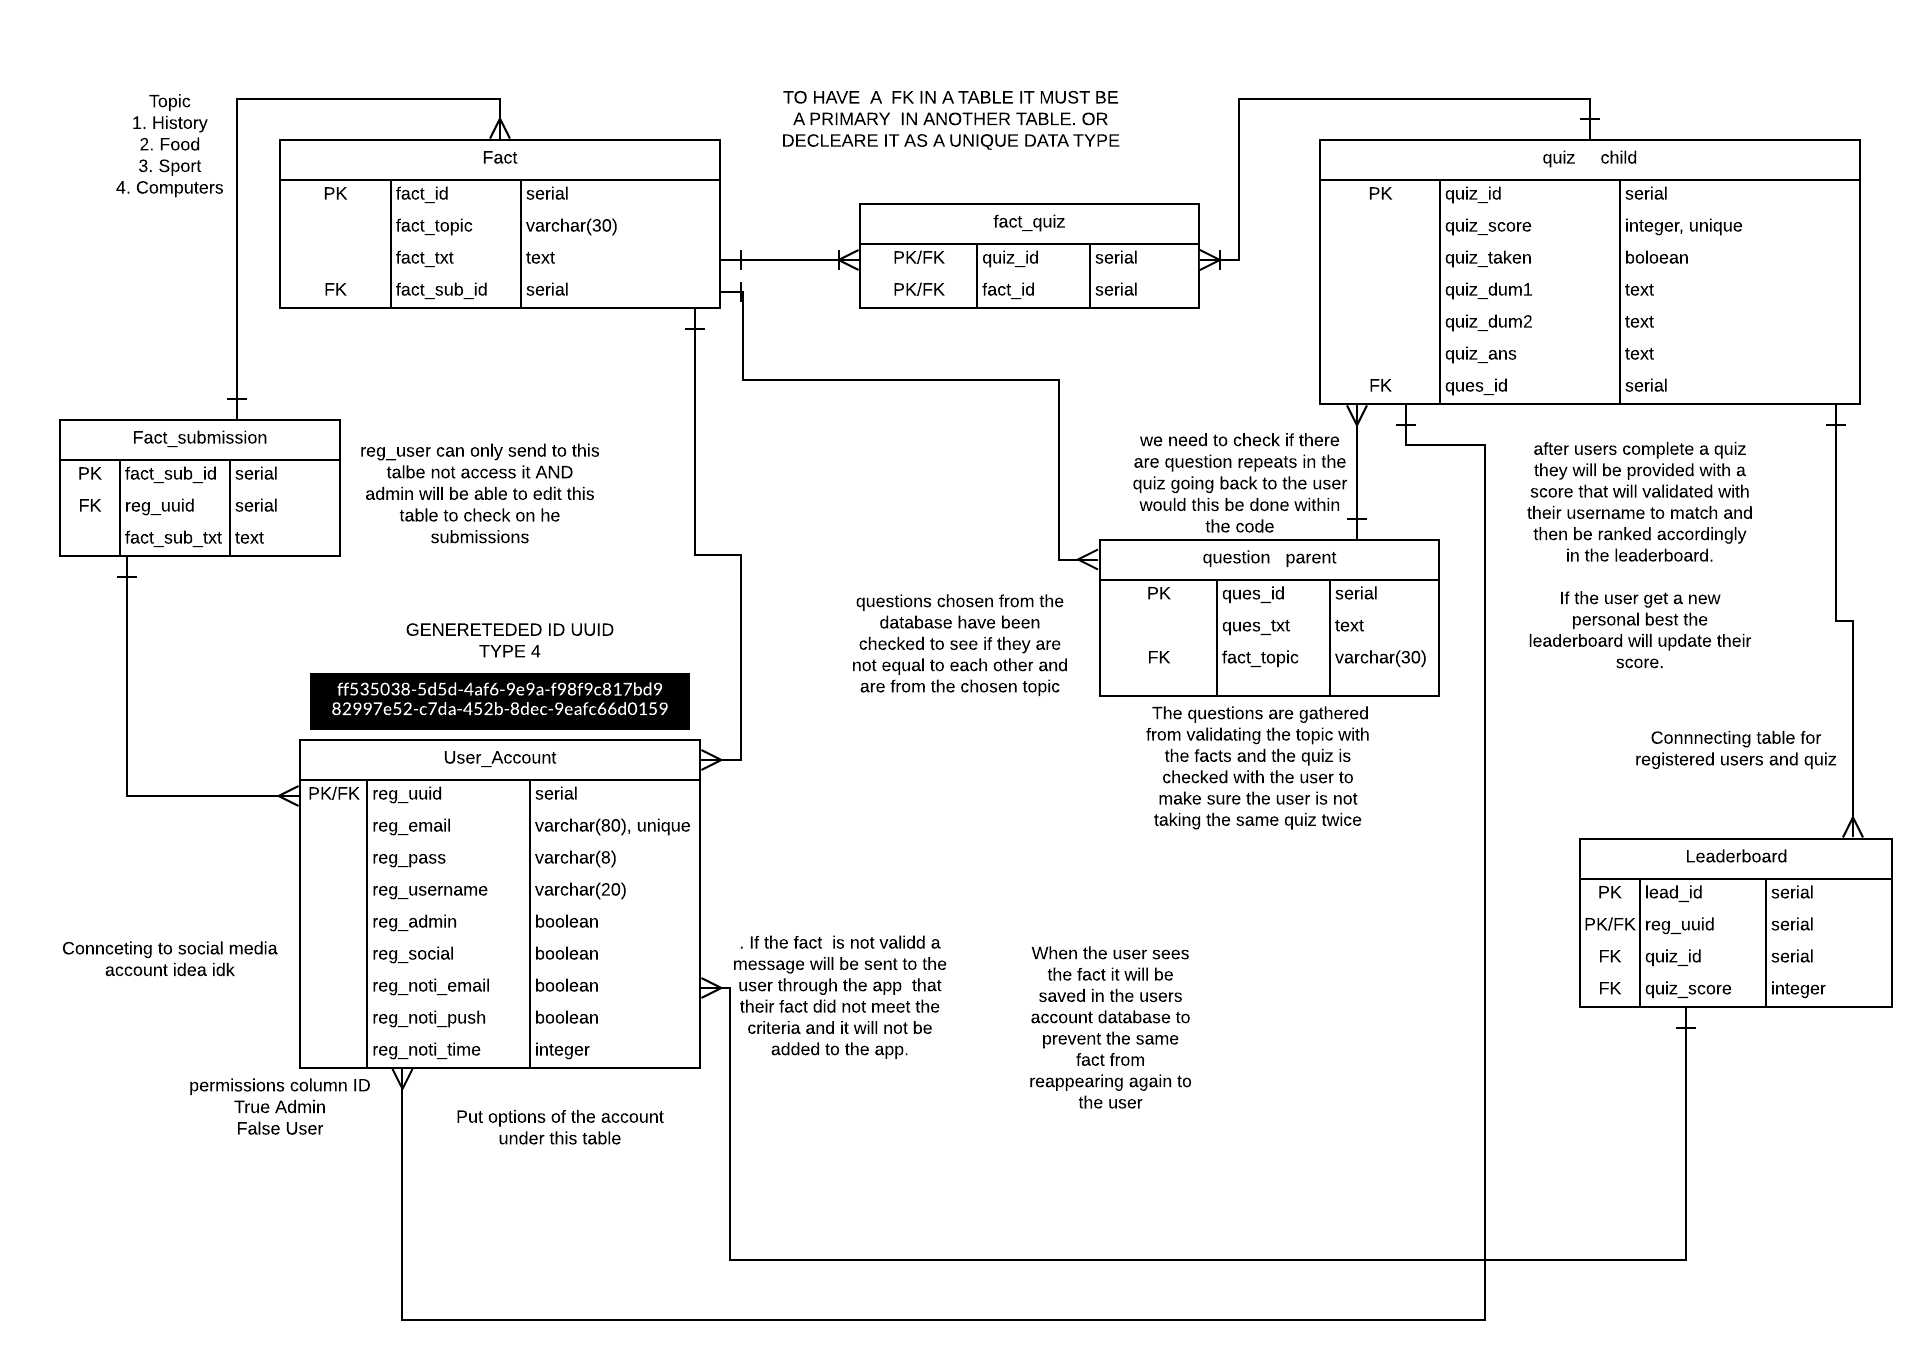 Topic
1. History
2. Food
3. Sport
4. Computers
TO HAVE A FK IN A TABLE IT MUST BE
A PRIMARY IN ANOTHER TABLE. OR
DECLEARE IT AS A UNIQUE DATA TYPE
Fact
PK fact_id serial
fact_topic varchar(30)
fact_txt text
FK fact_sub_id serial
fact_quiz
PK/FK quiz_id serial
PK/FK fact_id serial
quiz child
PK quiz_id serial
quiz_score integer, unique
quiz_taken boloean
quiz_dum1 text
quiz_dum2 text
quiz_ans text
FK ques_id serial
Fact_submission
PK fact_sub_id serial
FK reg_uuid serial
fact_sub_txt text
reg_user can only send to this
talbe not access it AND
admin will be able to edit this
table to check on he
submissions
we need to check if there
are question repeats in the
quiz going back to the user
would this be done within
the code
after users complete a quiz
they will be provided with a
score that will validated with
their username to match and
then be ranked accordingly
in the leaderboard.
If the user get a new
personal best the
leaderboard will update their
score.
question parent
PK ques_id serial
ques_txt text
FK fact_topic varchar(30)
questions chosen from the
database have been
checked to see if they are
not equal to each other and
are from the chosen topic
The questions are gathered
from validating the topic with
the facts and the quiz is
checked with the user to
make sure the user is not
taking the same quiz twice
GENERETEDED ID UUID
TYPE 4
ff535038-5d5d-4af6-9e9a-f98f9c817bd9
82997e52-c7da-452b-8dec-9eafc66d0159
User_Account
PK/FK reg_uuid serial
reg_email varchar(80), unique
reg_pass varchar(8)
reg_username varchar(20)
reg_admin boolean
reg_social boolean
reg_noti_email boolean
reg_noti_push boolean
reg_noti_time integer
Connnecting table for
registered users and quiz
Leaderboard
PK lead_id serial
PK/FK reg_uuid serial
FK quiz_id serial
FK quiz_score integer
Connceting to social media
account idea idk
. If the fact is not validd a
message will be sent to the
user through the app that
their fact did not meet the
criteria and it will not be
added to the app.
When the user sees
the fact it will be
saved in the users
account database to
prevent the same
fact from
reappearing again to
the user
permissions column ID
True Admin
False User
Put options of the account
under this table